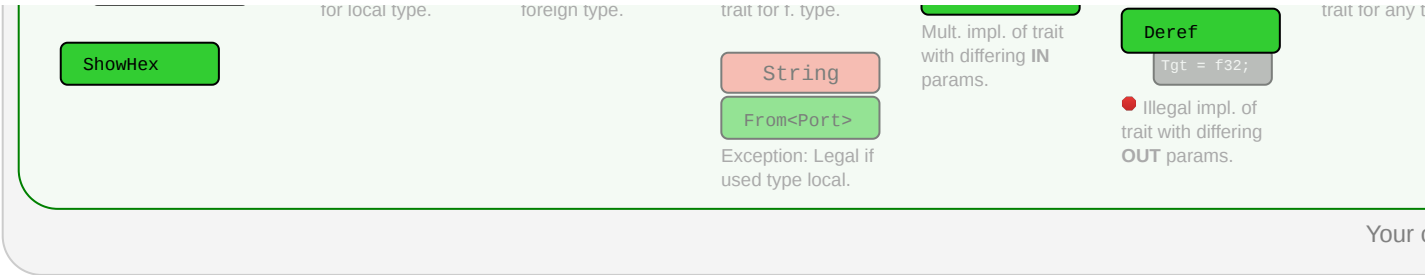 for local type.
foreign type.
trait for f. type.
trait for any
Mult. impl. of trait
with differing IN
params.
Deref
Tgt = f32;
Illegal impl. of
trait with differing
OUT params.
ShowHex
String
From<Port>
Exception: Legal if
used type local.
Your